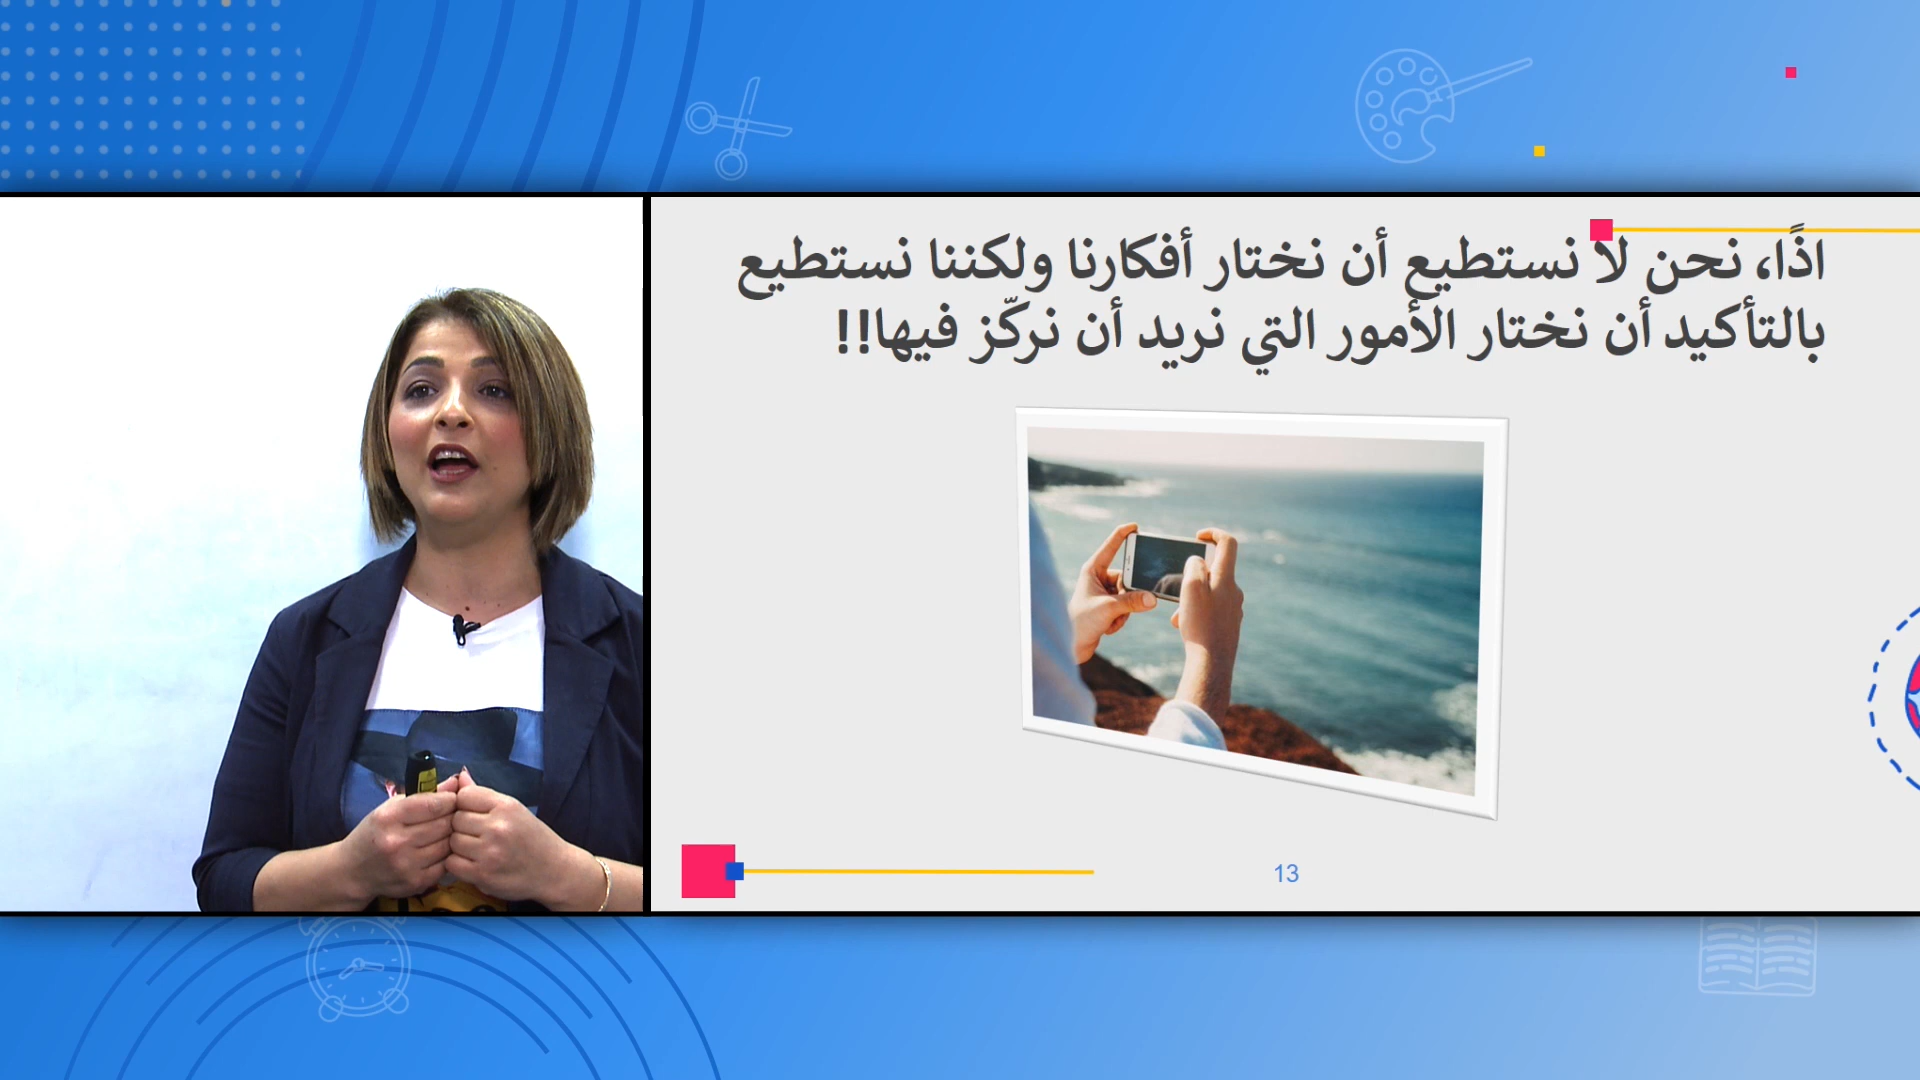 اذًا، نحن لا نستطيع أن نختار أفكارنا ولكننا نستطيع
بالتأكيد أن نختار الأمور التي نريد أن نركّز فيها!!
13